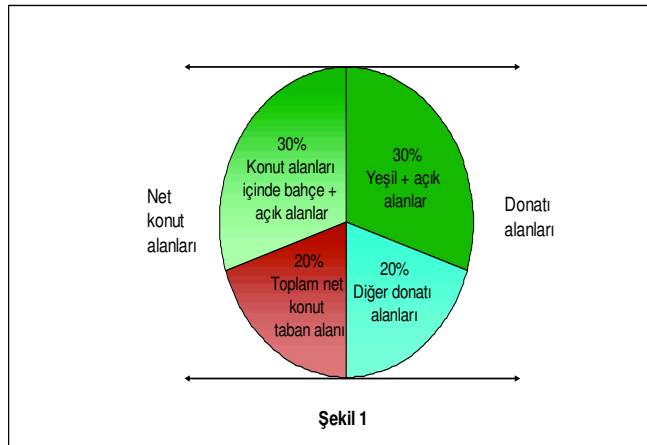 30%
Konut alanları
içinde bahçe +
açık alanlar
30%
Yeşil + açık
alanlar
Net
konut
alanları
Donatı
alanları
20%
Toplam net
konut
taban alanı
20%
Diğer donatı
alanları
Şekil 1